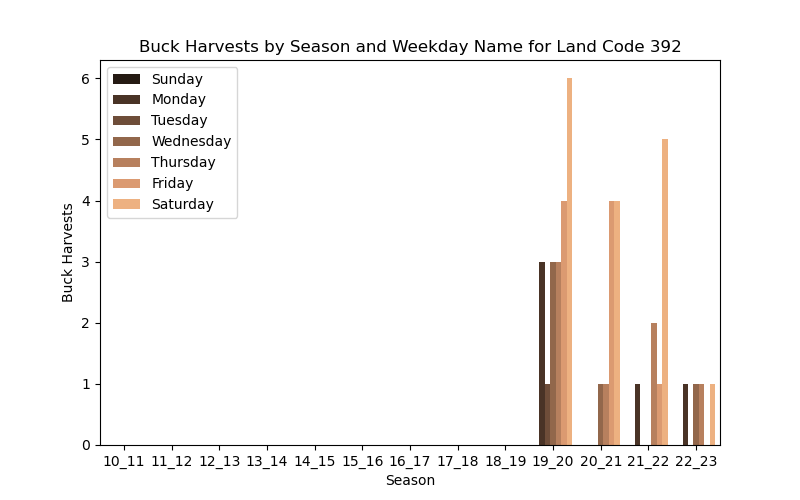 Buck Harvests by Season and Weekday Name for Land Code 392
Sunday
Monday
Tuesday
Wednesday
Thursday
Friday
Saturday
Buck Harvests
6
5
4
3
2
1
0
10_11 11_12 12_13 13_14 14_15 15_16 16_17 17_18 18_19 19_20 20_21 21_22 22_23
Season